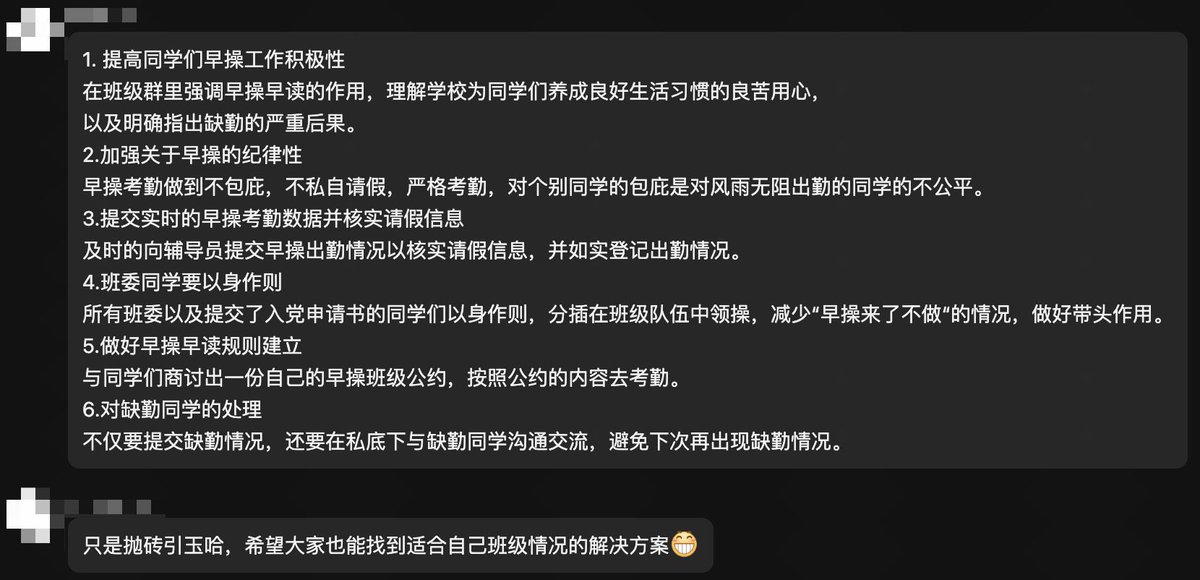 1. 提高同学们早操工作积极性
在班级群里强调早操早读的作用，理解学校为同学们养成良好生活习惯的良苦用心，
以及明确指出缺勤的严重后果。
2.加强关于早操的纪律性
早操考勤做到不包庇，不私自请假，严格考勤，对个别同学的包庇是对风雨无阻出勤的同学的不公平。
3.提交实时的早操考勤数据并核实请假信息
及时的向辅导员提交早操出勤情况以核实请假信息，并如实登记出勤情况。
4.班委同学要以身作则
所有班委以及提交了入党申请书的同学们以身作则，分插在班级队伍中领操，减少“早操来了不做“的情况，做好带头作用。
5.做好早操早读规则建立
与同学们商讨出一份自己的早操班级公约，按照公约的内容去考勤。
6.对缺勤同学的处理
不仅要提交缺勤情况，还要在私底下与缺勤同学沟通交流，避免下次再出现缺勤情况。
只是抛砖引玉哈，希望大家也能找到适合自己班级情况的解决方案😁